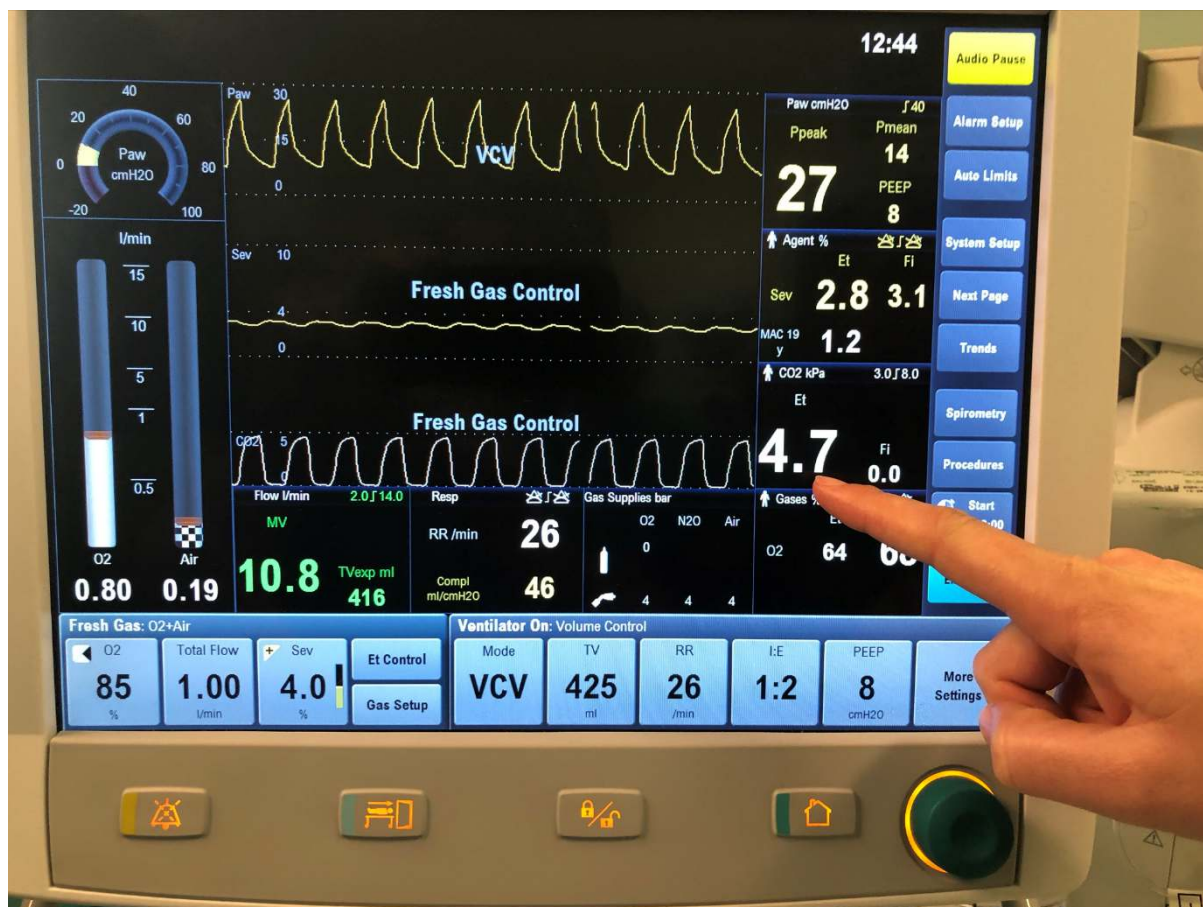 12:44
Audio Pause
Alarm Setup
Auto Limits
System Setup
Next Page
Trends
Spirometry
Procedures
Start
40
20 60
Paw
0 cmH2O 80
-20 100
Paw 30
15
0
VCV
Paw cmH2O 40
Ppeak Pmean
27 14
PEEP
8
l/min
15
10
5
1
0.5
O2 Air
0.80 0.19
Sev 10
4
0
Fresh Gas Control
Agent %
Et Fi
Sev 2.8 3.1
MAC 19 y 1.2
Fresh Gas Control
CO2 5
0
CO2 kPa 3.0 8.0
Et
4.7 Fi
0.0
Flow l/min 2.0 14.0
MV
10.8 TVexp ml
416
Resp
RR /min 26
Compl ml/cmH2O 46
Gas Supplies bar
O2 N2O Air
0
4 4 4
Gases
O2 64 68
Fresh Gas: O2+Air
O2
85
%
Total Flow
1.00
l/min
Sev
4.0
%
Et Control
Gas Setup
Ventilator On: Volume Control
Mode
VCV
TV
425
ml
RR
26
/min
I:E
1:2
PEEP
8
cmH2O
More
Settings